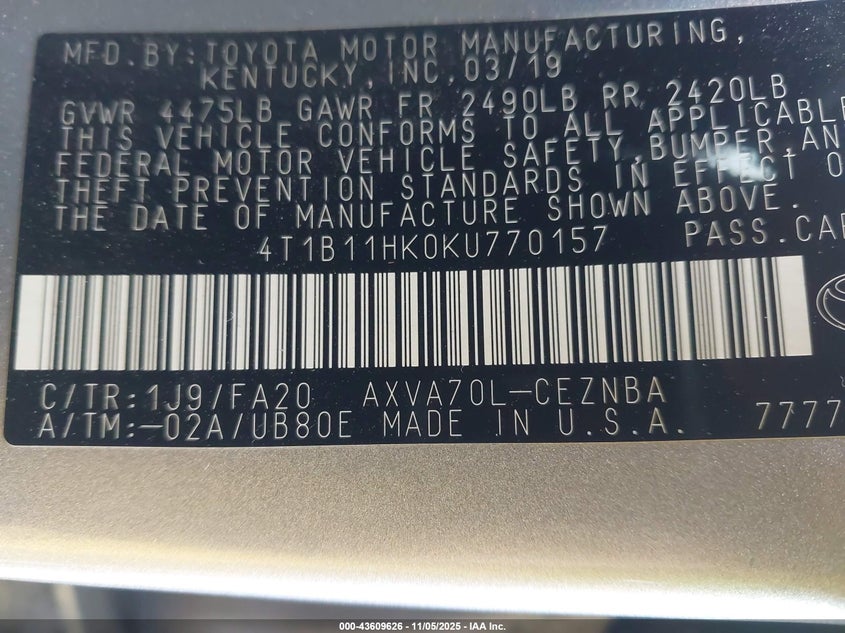 MFD.BY:TOYOTA MOTOR MANUFACTURING,
KENTUCKY,INC.03/19
GVWR 4475LB GAWR FR 2490LB RR 2420LB
THIS VEHICLE CONFORMS TO ALL APPLICABLE
FEDERAL MOTOR VEHICLE SAFETY,BUMPER,AN
THEFT PREVENTION STANDARDS IN EFFECT O
THE DATE OF MANUFACTURE SHOWN ABOVE.
4T1B11HK0KU770157 PASS.CAR
C/TR:1J9/FA20 AXVA70L-CEZNBA
A/TM:-02A/UB80E MADE IN U.S.A. 7777
000-43609626 - 11/05/2025 - IAA Inc.